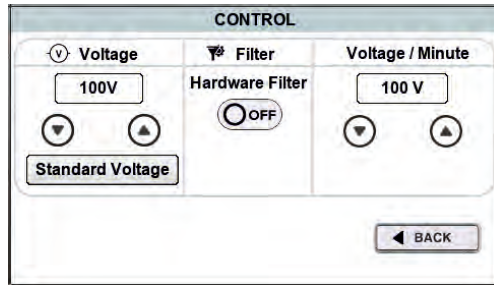 CONTROL
V Voltage
Filter
Voltage / Minute
100V
Hardware Filter
100 V
OFF
Standard Voltage
BACK